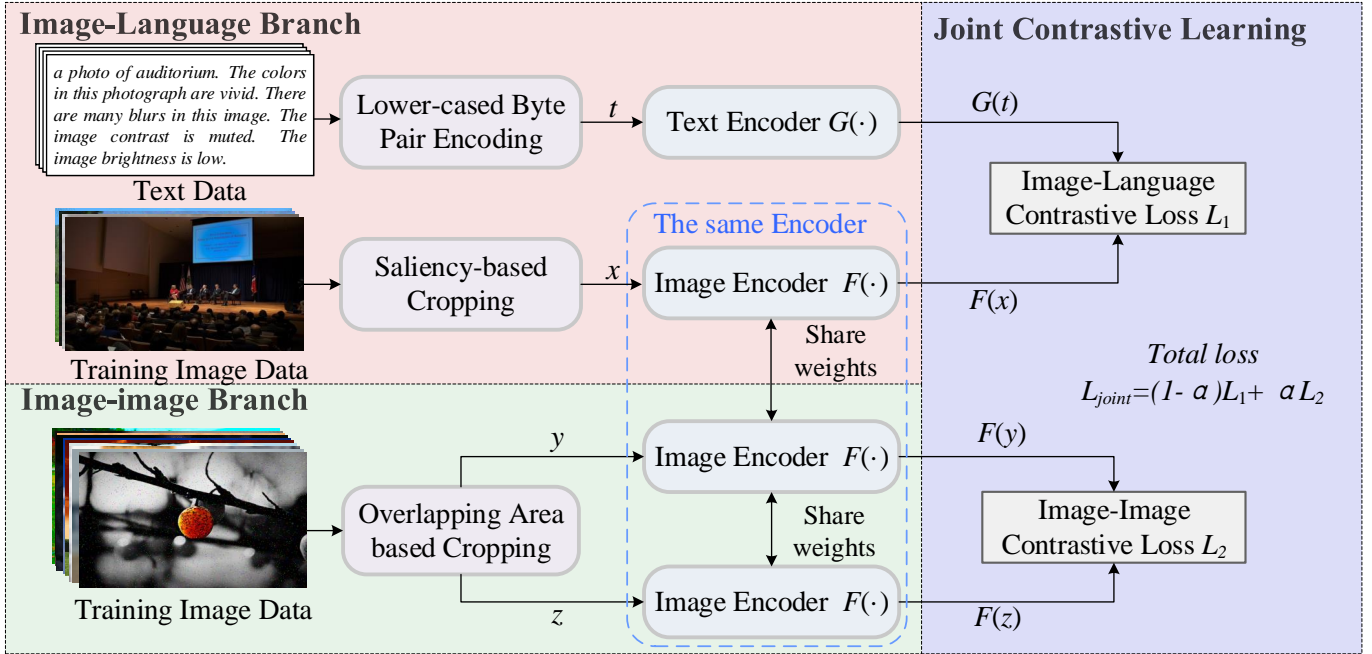 Image-Language Branch
a photo of auditorium. The colors
in this photograph are vivid. There
are many blurs in this image. The
image contrast is muted. The
image brightness is low.
Text Data
Lower-cased Byte
Pair Encoding
t
Text Encoder G(·)
Training Image Data
Saliency-based
Cropping
x
The same Encoder
Image Encoder F(·)
Share
weights
Image-image Branch
Training Image Data
Overlapping Area
based Cropping
y
z
Image Encoder F(·)
Share
weights
Image Encoder F(·)
Joint Contrastive Learning
G(t)
Image-Language
Contrastive Loss L1
F(x)
Total loss
Ljoint=(1- α)L1+ αL2
F(y)
Image-Image
Contrastive Loss L2
F(z)